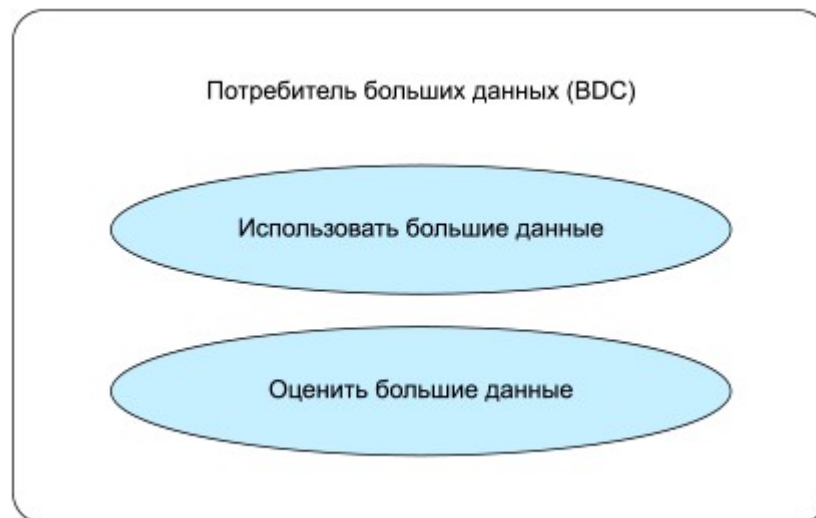 Потребитель больших данных (BDC)
Использовать большие данные
Оценить большие данные